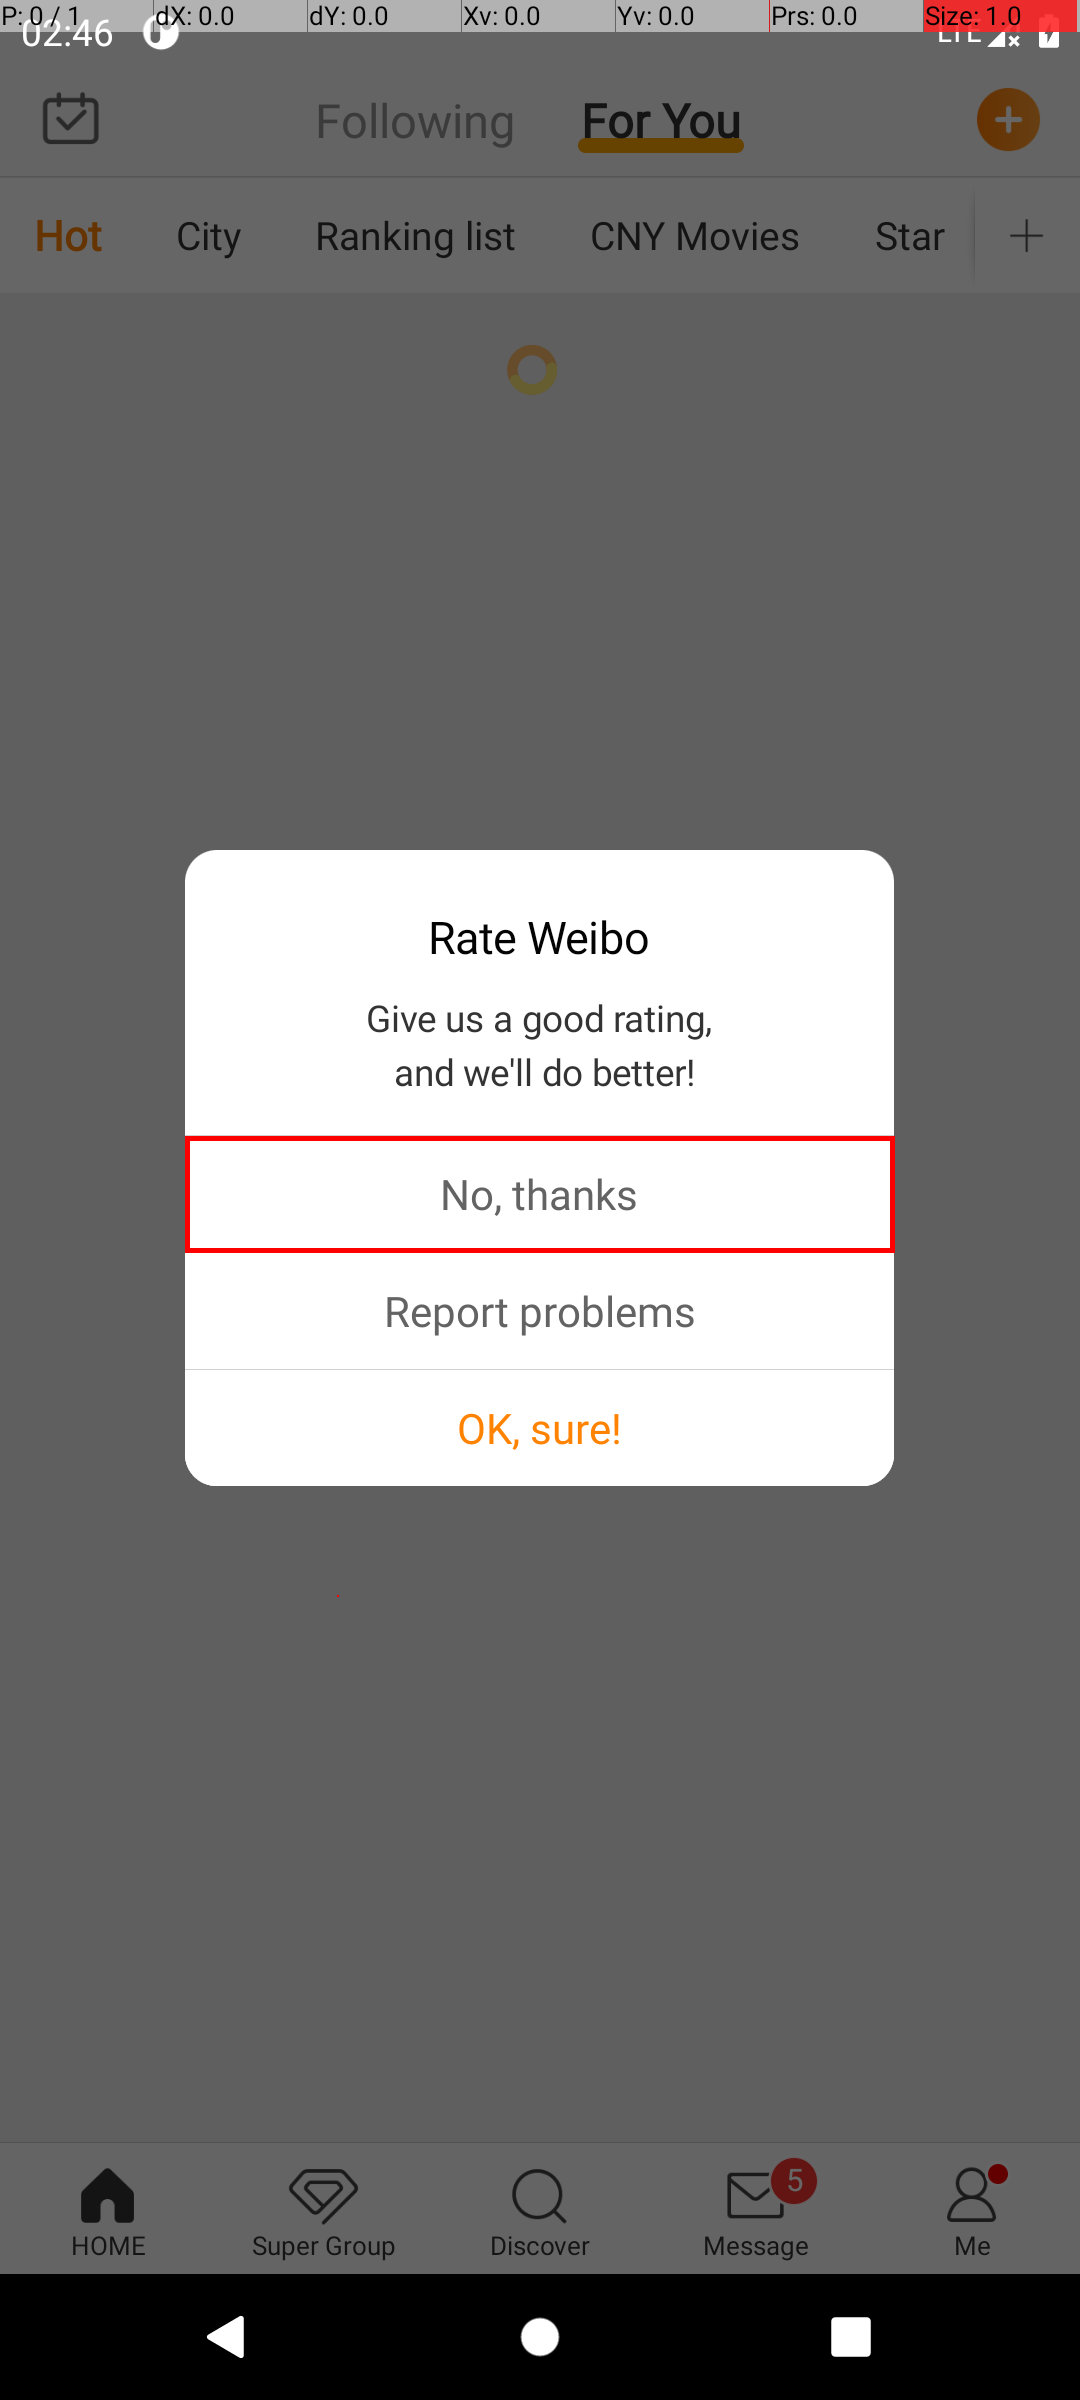 P: 0 / 1
dX: 0.0
dY: 0.0
Xv: 0.0
Yv: 0.0
Prs: 0.0
Size: 1.0
02:46
LTE
Following
For You
Hot
City
Ranking list
CNY Movies
Star
Rate Weibo
Give us a good rating,
and we'll do better!
No, thanks
Report problems
OK, sure!
5
HOME
Super Group
Discover
Message
Me